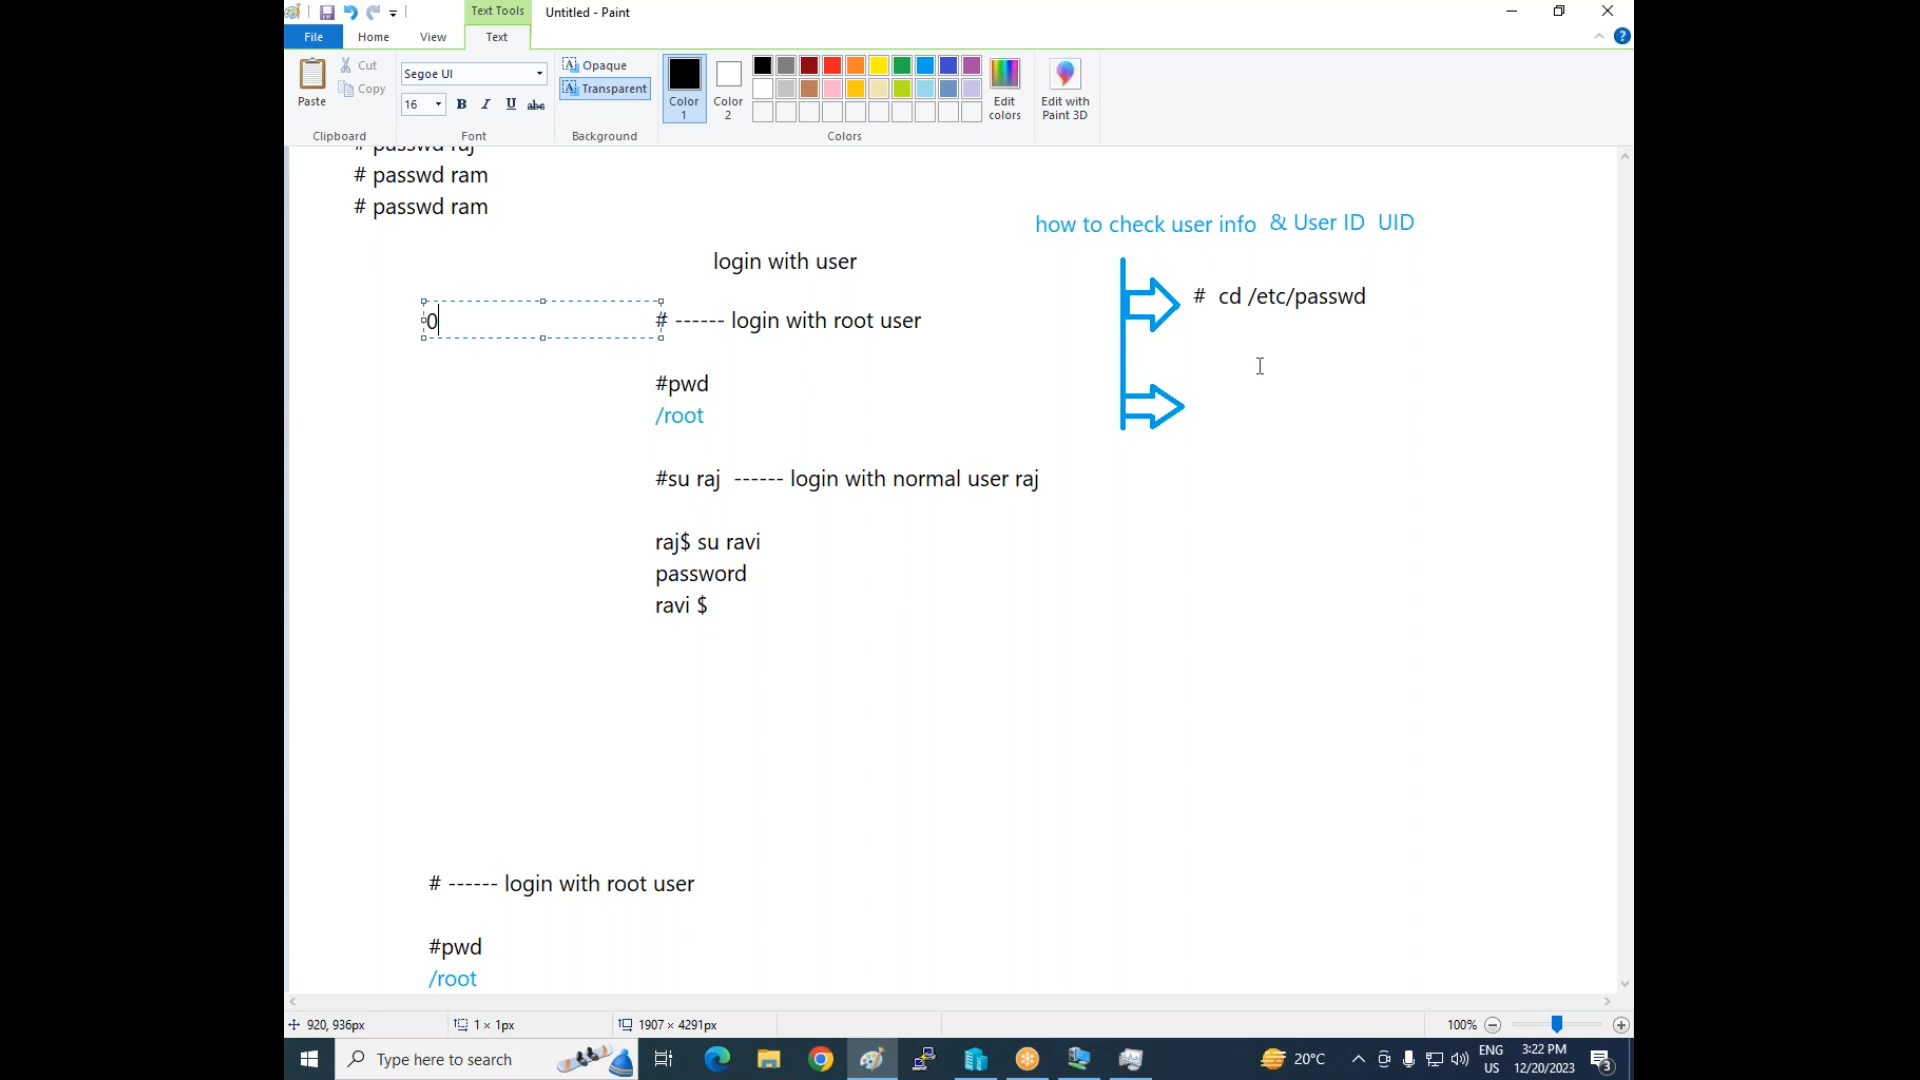 Text Tools
Untitled - Paint
File
Home
View
Text
Paste
Cut
Copy
Clipboard
Segoe UI
16
B I U abc
Font
Opaque
Transparent
Background
Color 1
Color 2
Edit colors
Colors
Edit with Paint 3D
# passwd raj
# passwd ram
# passwd ram
how to check user info & User ID UID
login with user
# cd /etc/passwd
0
# ------ login with root user
#pwd
/root
#su raj ------ login with normal user raj
raj$ su ravi
password
ravi $
# ------ login with root user
#pwd
/root
920, 936px
1 × 1px
1907 × 4291px
100%
Type here to search
20°C
ENG
US
3:22 PM
12/20/2023
3